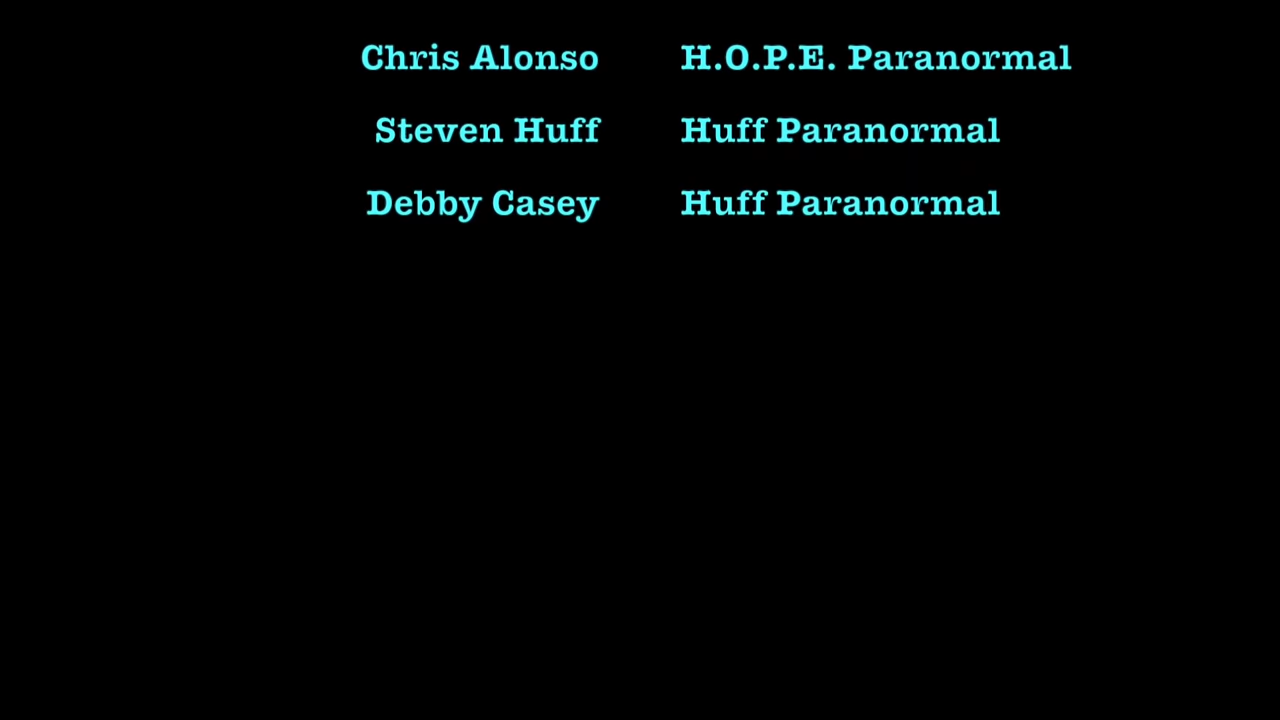 Chris Alonso H.O.P.E. Paranormal
Steven Huff Huff Paranormal
Debby Casey Huff Paranormal